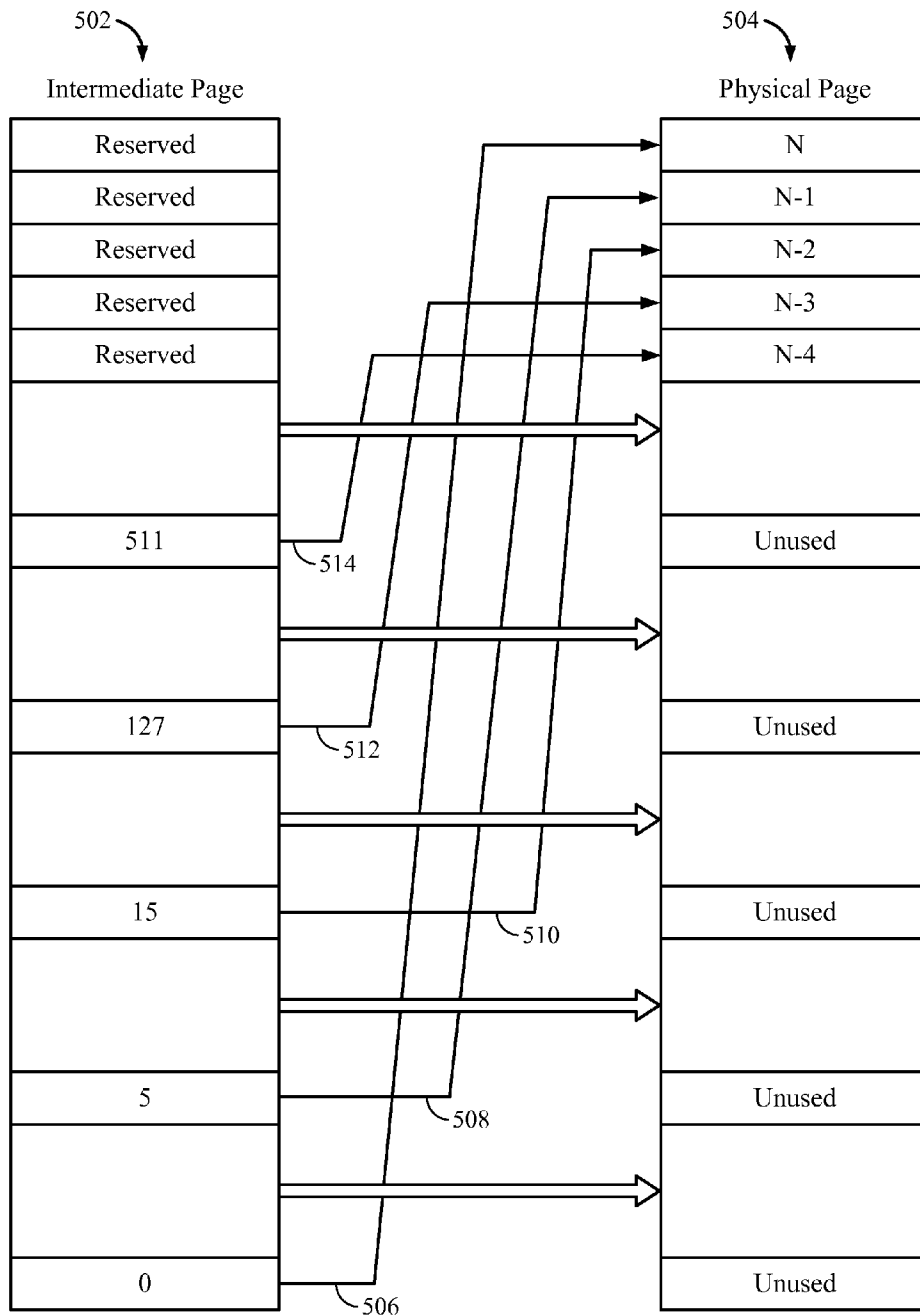 502
504
Intermediate Page
Physical Page
Reserved
N
Reserved
N-1
Reserved
N-2
Reserved
N-3
Reserved
N-4
511
514
Unused
127
512
Unused
15
510
Unused
5
508
Unused
0
506
Unused